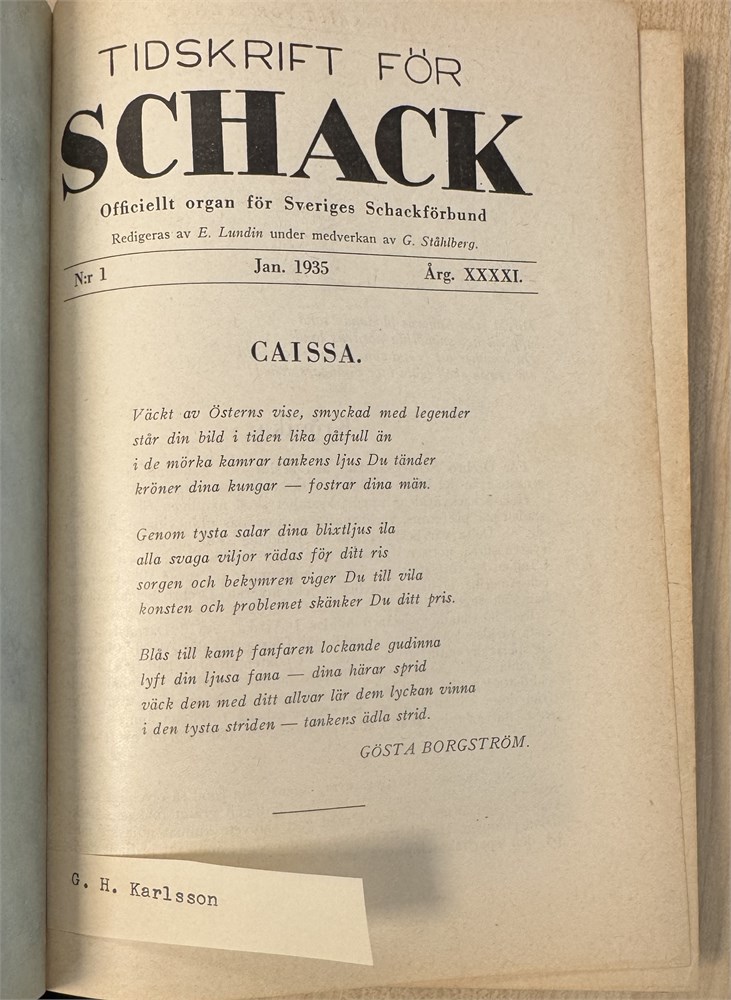 TIDSKRIFT FÖR
SCHACK
Officiellt organ för Sveriges Schackförbund
Redigeras av E. Lundin under medverkan av G. Ståhlberg.
N:r 1 Jan. 1935 Årg. XXXXI.
CAISSA.
Väckt av Österns vise, smyckad med legender
står din bild i tiden lika gåtfull än
i de mörka kamrar tankens ljus Du tänder
kröner dina kungar — fostrar dina män.
Genom tysta salar dina blixtljus ila
alla svaga viljor rädas för ditt ris
sorgen och bekymren viger Du till vila
konsten och problemet skänker Du ditt pris.
Blås till kamp fanfaren lockande gudinna
lyft din ljusa fana — dina härar sprid
väck dem med ditt allvar lär dem lyckan vinna
i den tysta striden — tankens ädla strid.
GÖSTA BORGSTRÖM.
G. H. Karlsson